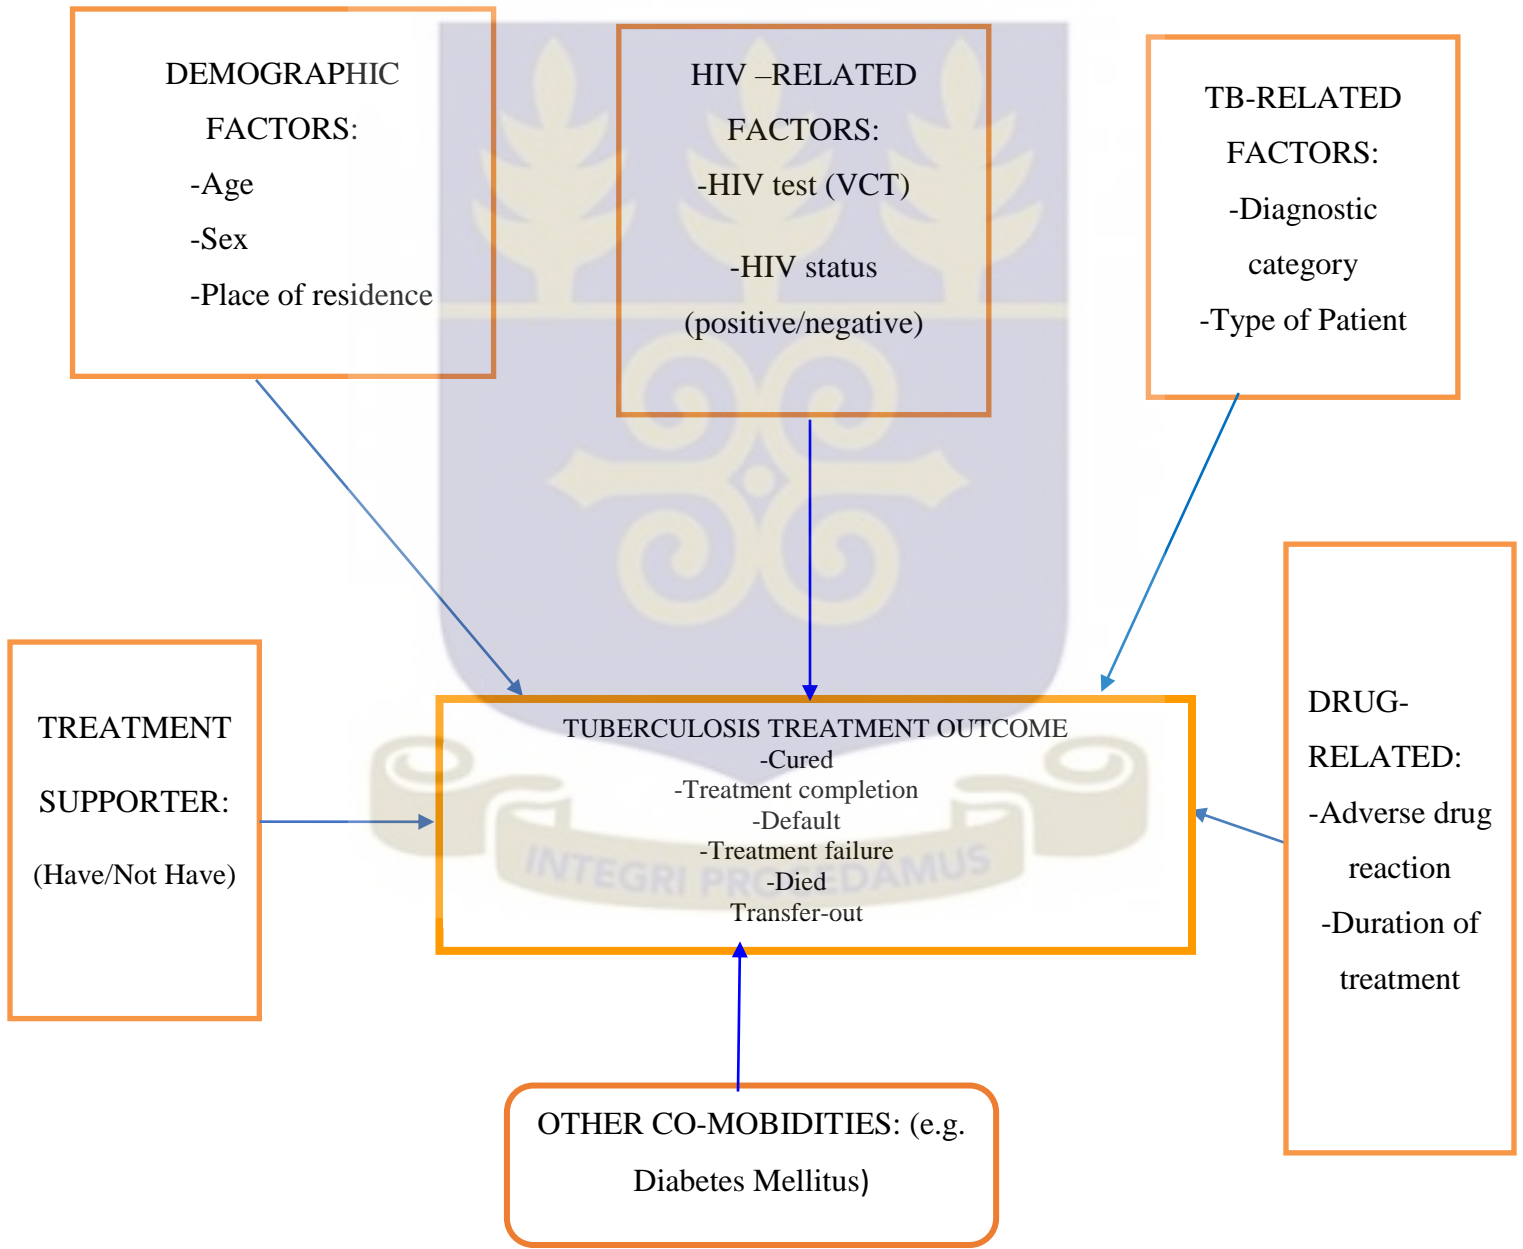 DEMOGRAPHIC
FACTORS:
-Age
-Sex
-Place of residence
HIV –RELATED
FACTORS:
-HIV test (VCT)
-HIV status
(positive/negative)
TB-RELATED
FACTORS:
-Diagnostic
category
-Type of Patient
TREATMENT
SUPPORTER:
(Have/Not Have)
TUBERCULOSIS TREATMENT OUTCOME
-Cured
-Treatment completion
-Default
-Treatment failure
-Died
Transfer-out
INTEGRI PROCEDAMUS
DRUG-
RELATED:
-Adverse drug
reaction
-Duration of
treatment
OTHER CO-MOBIDITIES: (e.g.
Diabetes Mellitus)